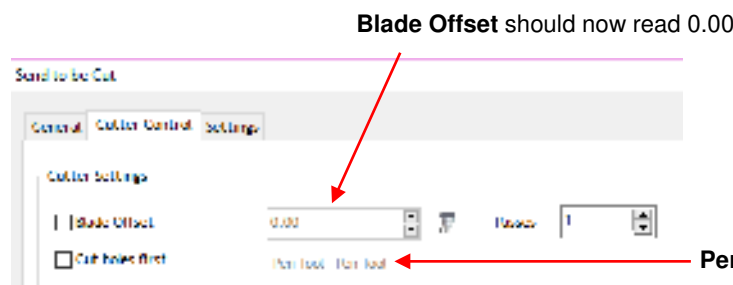 Blade Offset should now read 0.00
Send to be Cut
General Cutter Control Settings
Cutter Settings
Blade Offset 0.00 Passes 1
Cut holes first Pen Tool Pen Tool Pen